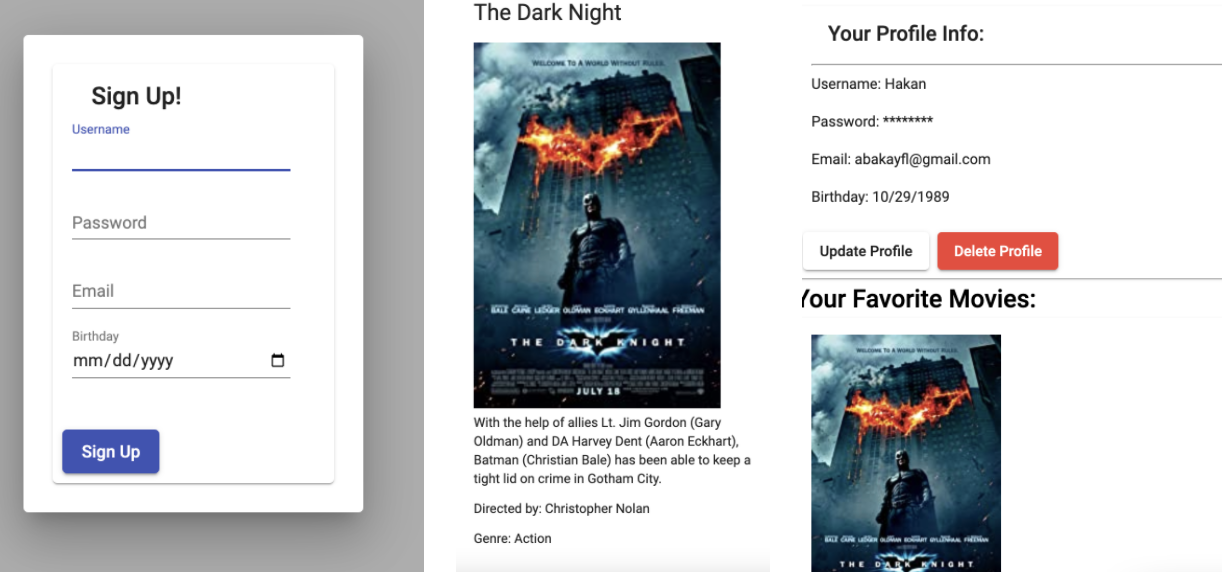 Sign Up!
Username
Password
Email
Birthday
mm/dd/yyyy
Sign Up
The Dark Night
WELCOME TO A WORLD WITHOUT RULES.
BALE CAINE LEDGER OLDMAN ECKHART GYLLENHAAL FREEMAN
THE DARK KNIGHT
JULY 18
With the help of allies Lt. Jim Gordon (Gary
Oldman) and DA Harvey Dent (Aaron Eckhart),
Batman (Christian Bale) has been able to keep a
tight lid on crime in Gotham City.
Directed by: Christopher Nolan
Genre: Action
Your Profile Info:
Username: Hakan
Password: ********
Email: abakayfl@gmail.com
Birthday: 10/29/1989
Update Profile
Delete Profile
Your Favorite Movies:
WELCOME TO A WORLD WITHOUT RULES.
BALE CAINE LEDGER OLDMAN ECKHART GYLLENHAAL FREEMAN
THE DARK KNIGHT